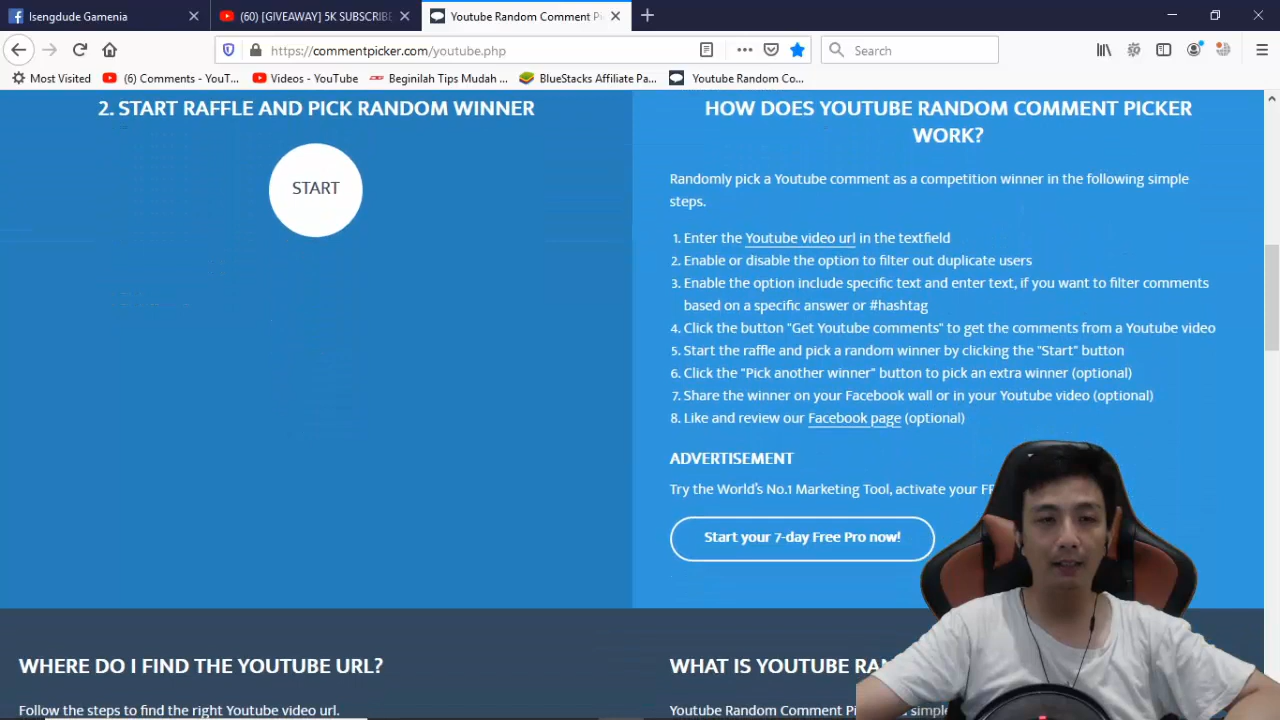 Isengdude Gamenia
(60) [GIVEAWAY] 5K SUBSCRIBE
Youtube Random Comment Pi
https://commentpicker.com/youtube.php
Search
Most Visited
(6) Comments - YouT...
Videos - YouTube
Beginilah Tips Mudah ...
BlueStacks Affiliate Pa...
Youtube Random Co...
2. START RAFFLE AND PICK RANDOM WINNER
START
HOW DOES YOUTUBE RANDOM COMMENT PICKER
WORK?
Randomly pick a Youtube comment as a competition winner in the following simple
steps.
1. Enter the Youtube video url in the textfield
2. Enable or disable the option to filter out duplicate users
3. Enable the option include specific text and enter text, if you want to filter comments
based on a specific answer or #hashtag
4. Click the button "Get Youtube comments" to get the comments from a Youtube video
5. Start the raffle and pick a random winner by clicking the "Start" button
6. Click the "Pick another winner" button to pick an extra winner (optional)
7. Share the winner on your Facebook wall or in your Youtube video (optional)
8. Like and review our Facebook page (optional)
ADVERTISEMENT
Try the World's No.1 Marketing Tool, activate your
Start your 7-day Free Pro now!
WHERE DO I FIND THE YOUTUBE URL?
Follow the steps to find the right Youtube video url.
WHAT IS YOUTUBE
Youtube Random Comment simple